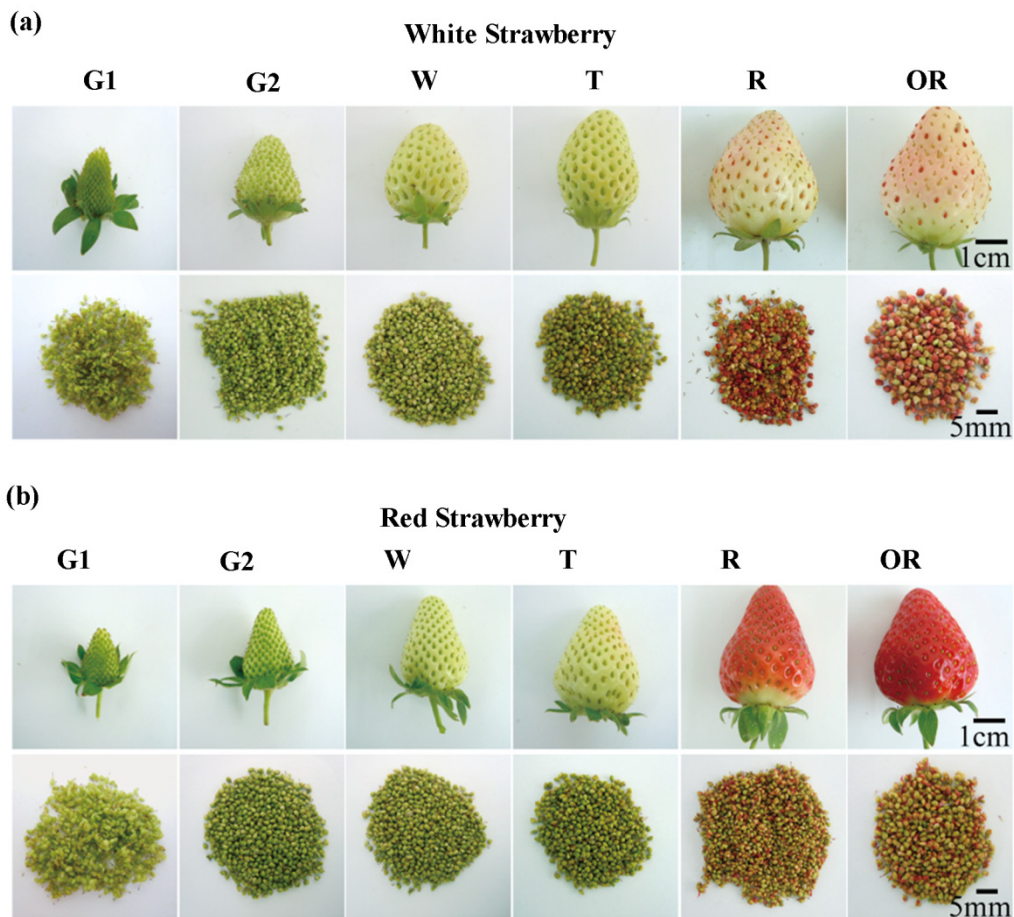 (a)
White Strawberry
G1 G2 W T R OR
1cm
5mm
(b)
Red Strawberry
G1 G2 W T R OR
1cm
5mm